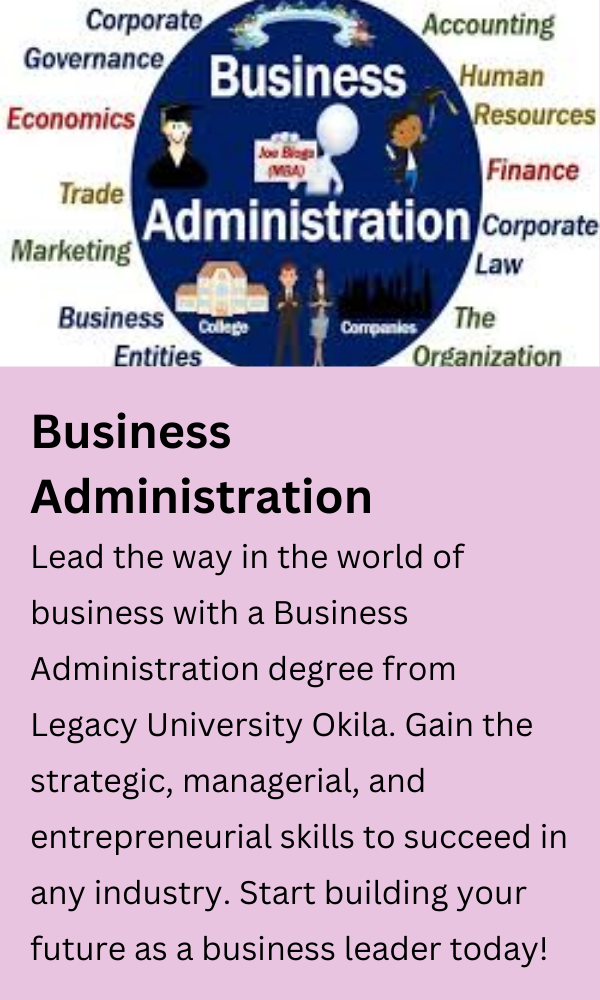 Corporate
Governance
Economics
Trade
Marketing
Business
Entities
Business
Joe Blogs
(MBA)
Administration
College
Companies
Accounting
Human
Resources
Finance
Corporate
Law
The
Organization
Business
Administration
Lead the way in the world of
business with a Business
Administration degree from
Legacy University Okila. Gain the
strategic, managerial, and
entrepreneurial skills to succeed in
any industry. Start building your
future as a business leader today!